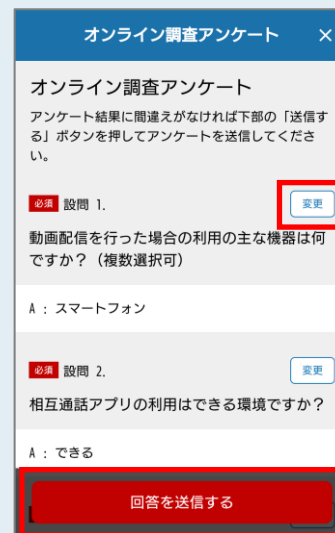 オンライン調査アンケート ×
オンライン調査アンケート
アンケート結果に間違えがなければ下部の「送信す
る」ボタンを押してアンケートを送信してくださ
い。
必須 設問 1. 変更
動画配信を行った場合の利用の主な機器は何
ですか？（複数選択可）
A : スマートフォン
必須 設問 2. 変更
相互通話アプリの利用はできる環境ですか？
A : できる
回答を送信する